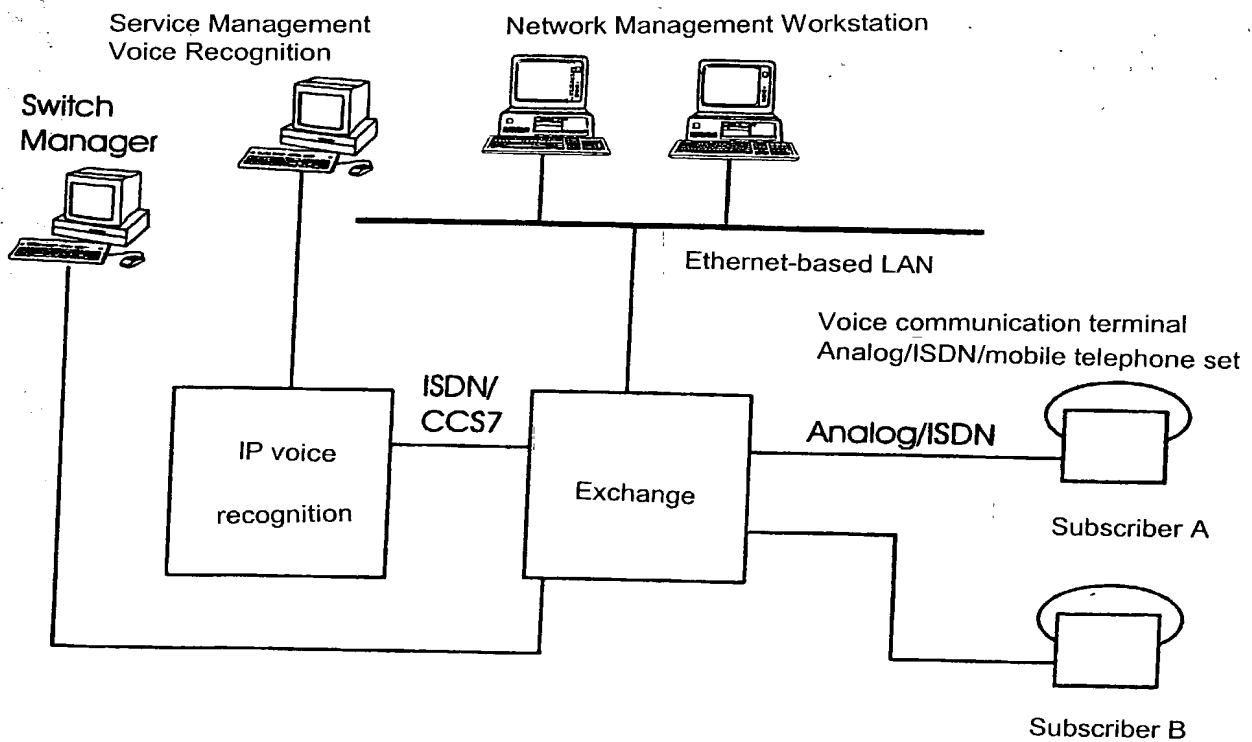 Service Management
Voice Recognition
Network Management Workstation
Switch
Manager
Ethernet-based LAN
Voice communication terminal
Analog/ISDN/mobile telephone set
ISDN/
CCS7
IP voice
recognition
Exchange
Analog/ISDN
Subscriber A
Subscriber B